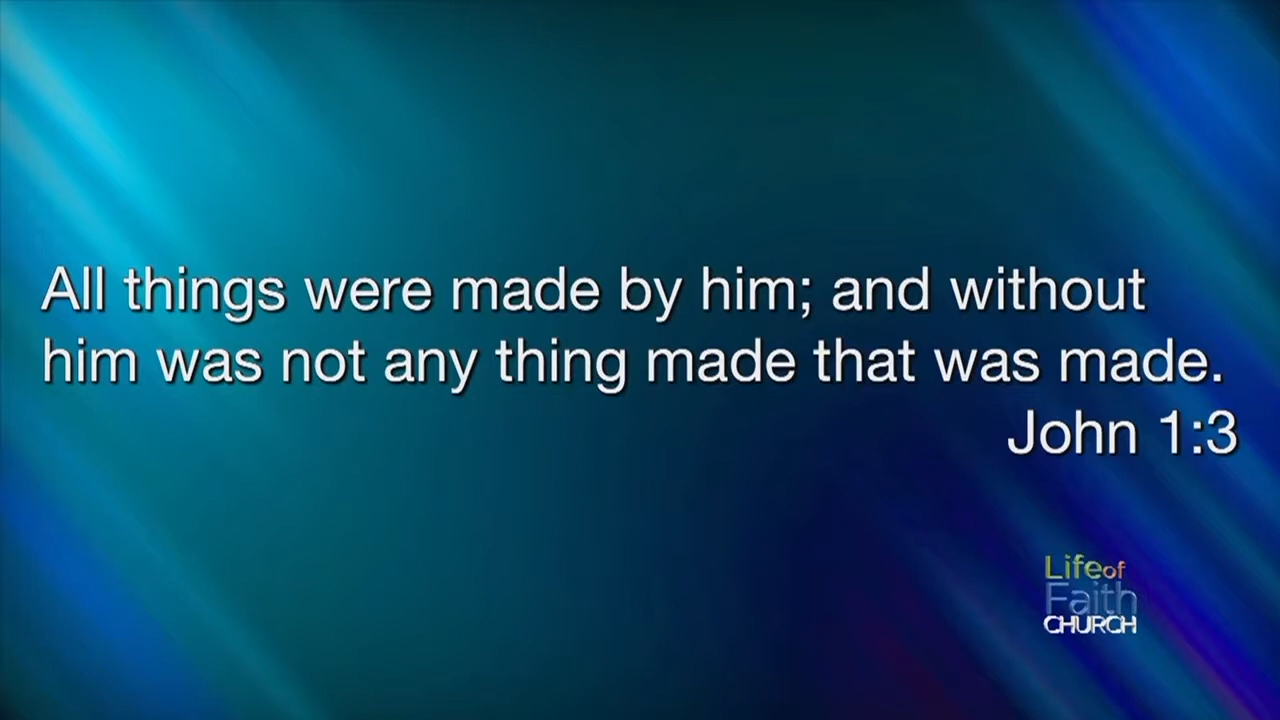 All things were made by him; and without
him was not any thing made that was made.
John 1:3
Life of
Faith
CHURCH